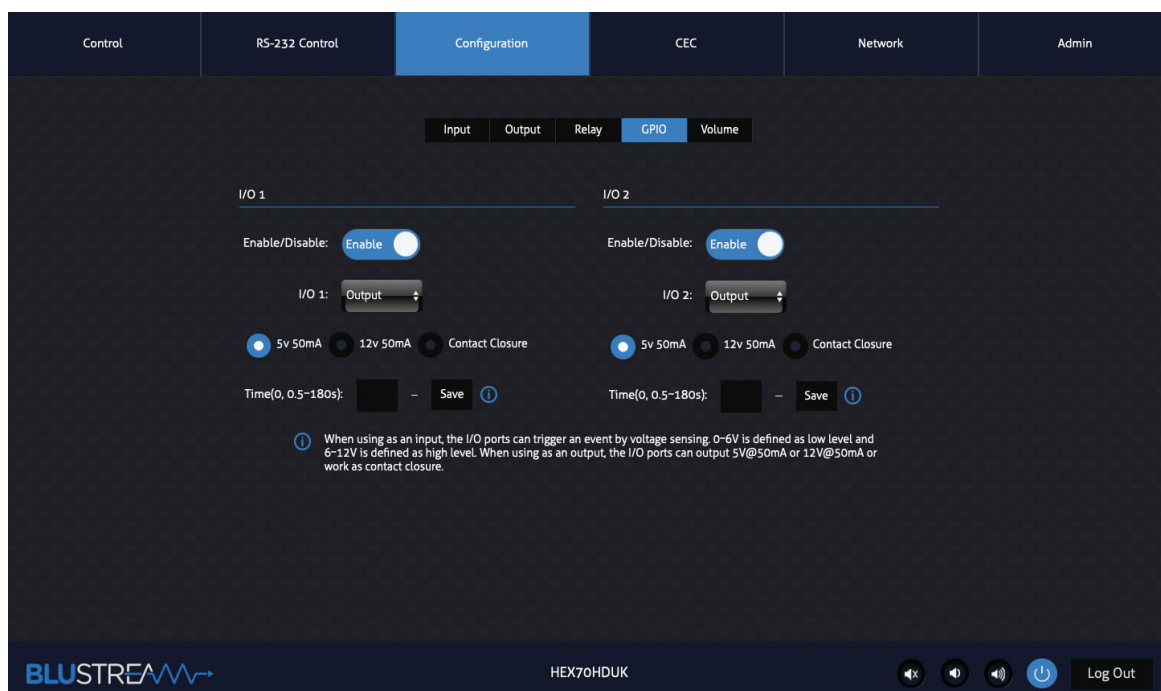 Control RS-232 Control Configuration CEC Network Admin
Input Output Relay GPIO Volume
I/O 1
Enable/Disable: Enable
I/O 1: Output
5v 50mA 12v 50mA Contact Closure
Time(0, 0.5~180s): – Save
I/O 2
Enable/Disable: Enable
I/O 2: Output
5v 50mA 12v 50mA Contact Closure
Time(0, 0.5~180s): – Save
When using as an input, the I/O ports can trigger an event by voltage sensing. 0~6V is defined as low level and
6~12V is defined as high level. When using as an output, the I/O ports can output 5V@50mA or 12V@50mA or
work as contact closure.
BLUSTREAM HEX70HDUK Log Out